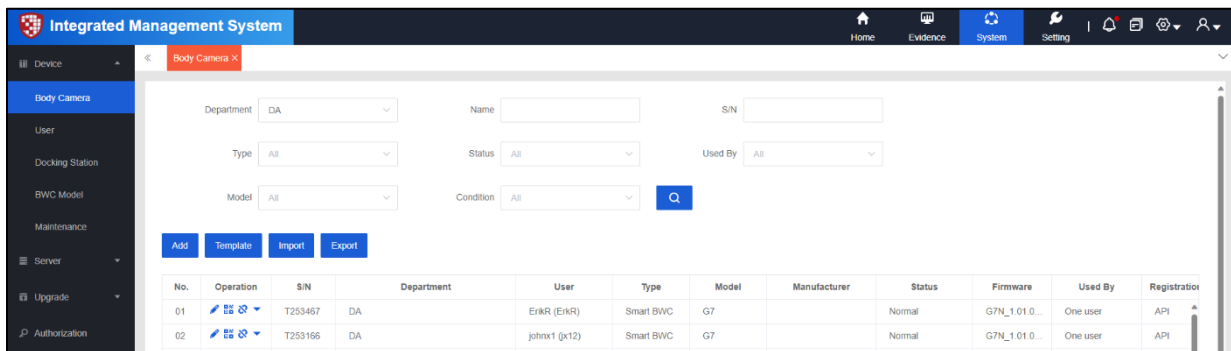 Integrated Management System
Home Evidence System Setting
Device
Body Camera
User
Docking Station
BWC Model
Maintenance
Server
Upgrade
Authorization
Body Camera ×
Department DA Name S/N
Type All Status All Used By All
Model All Condition All
Add Template Import Export
No. Operation S/N Department User Type Model Manufacturer Status Firmware Used By Registration
01 T253467 DA ErikR (ErkR) Smart BWC G7 Normal G7N_1.01.0... One user API
02 T253166 DA johnx1 (jx12) Smart BWC G7 Normal G7N_1.01.0... One user API